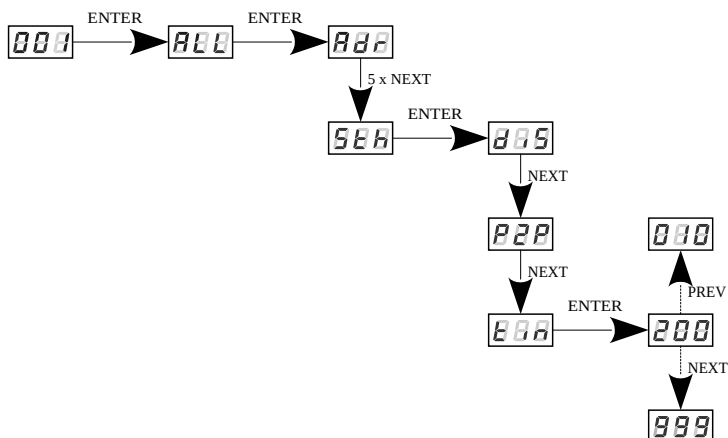 ENTER
ENTER
001
ALL
Adr
5 x NEXT
ENTER
Sth
diS
NEXT
P2P
010
NEXT
PREV
ENTER
tin
200
NEXT
999